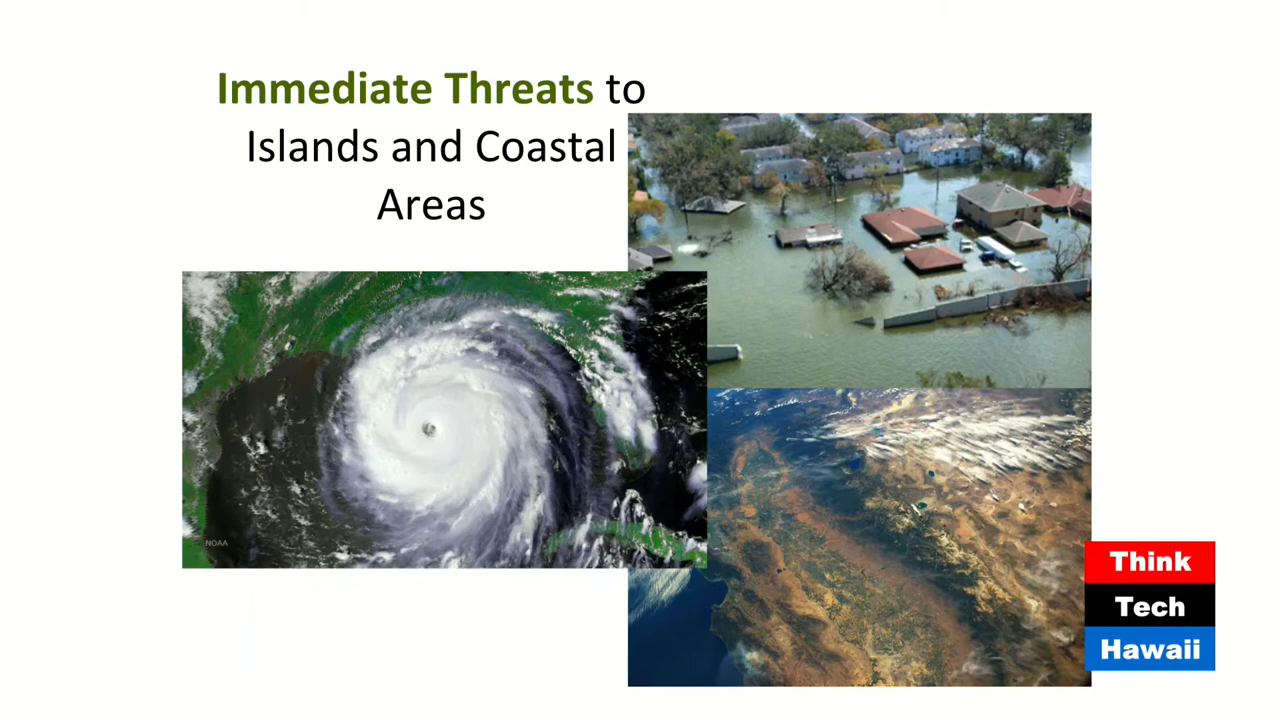 Immediate Threats to
Islands and Coastal
Areas
NOAA
Think
Tech
Hawaii